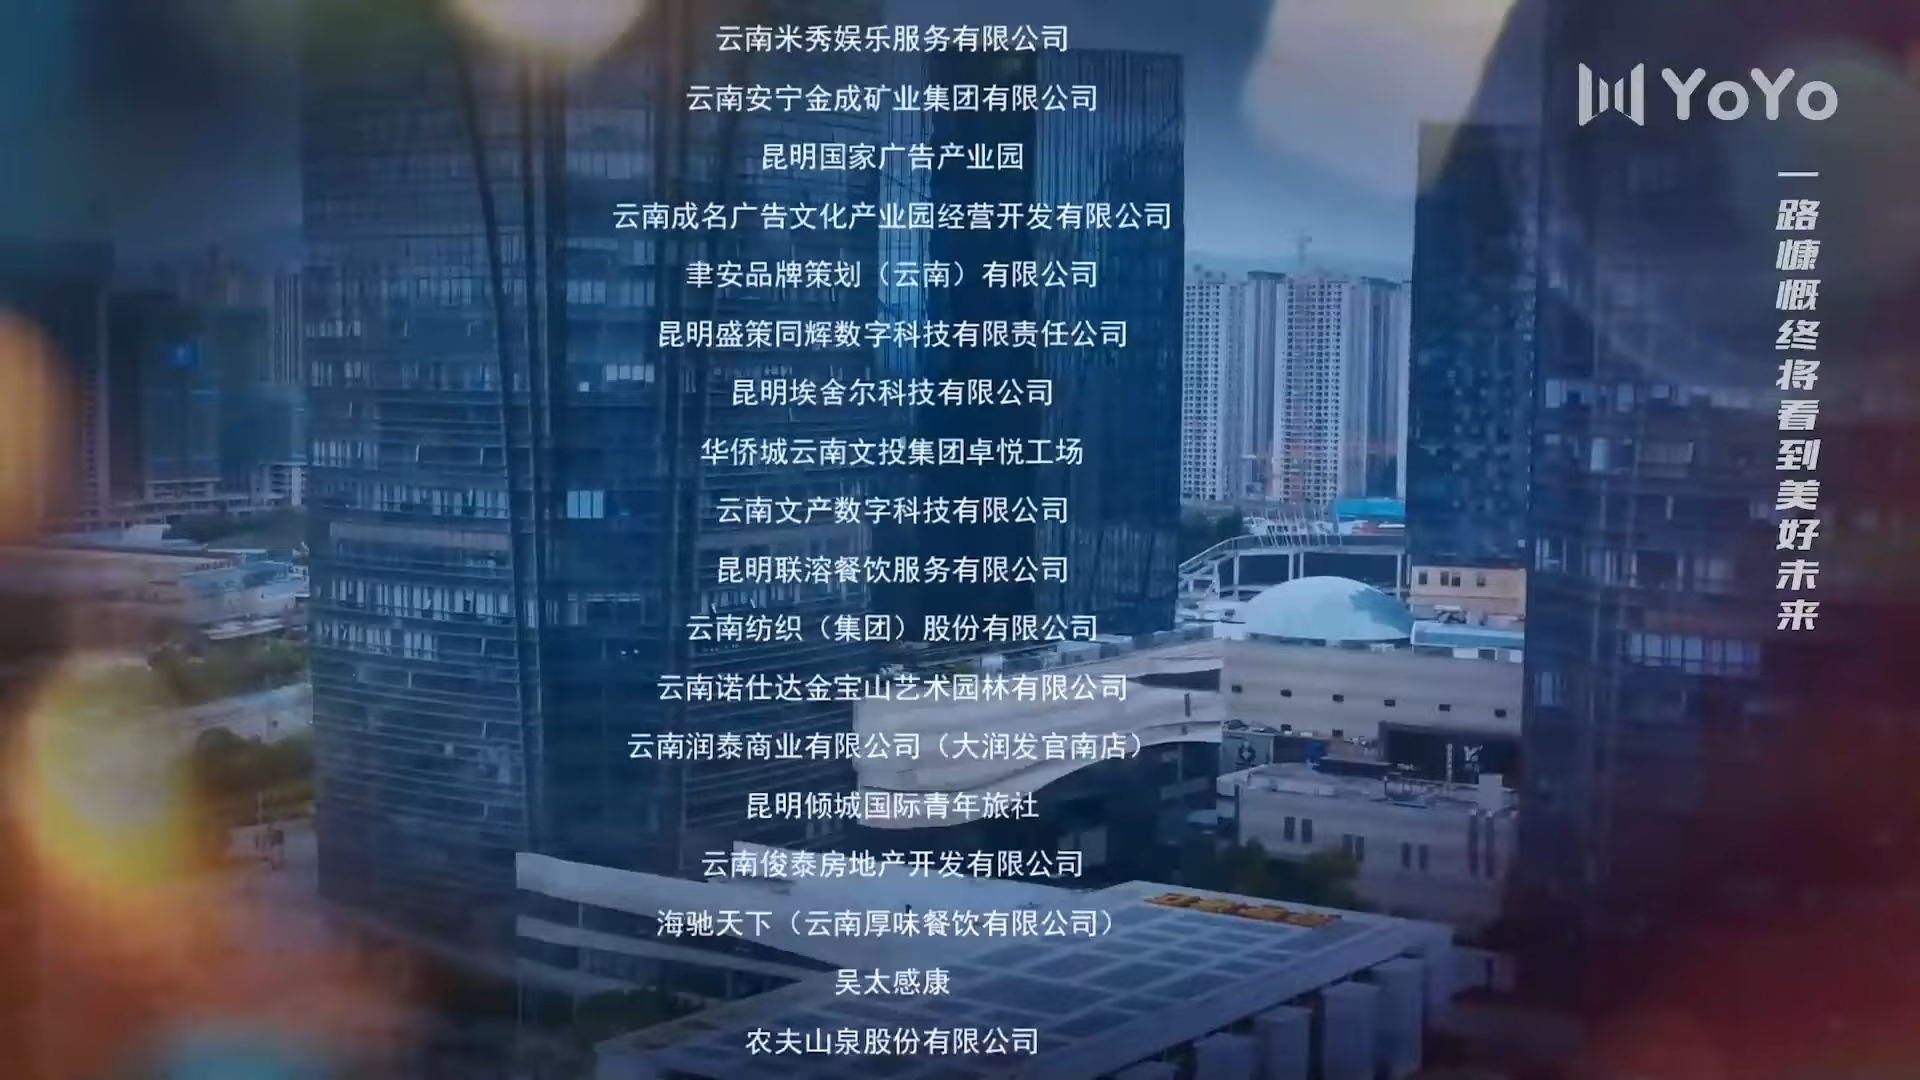 云南米秀娱乐服务有限公司
云南安宁金成矿业集团有限公司
昆明国家广告产业园
云南成名广告文化产业园经营开发有限公司
聿安品牌策划（云南）有限公司
昆明盛策同辉数字科技有限责任公司
昆明埃舍尔科技有限公司
华侨城云南文投集团卓悦工场
云南文产数字科技有限公司
昆明联溶餐饮服务有限公司
云南纺织（集团）股份有限公司
云南诺仕达金宝山艺术园林有限公司
云南润泰商业有限公司（大润发官南店）
昆明倾城国际青年旅社
云南俊泰房地产开发有限公司
海驰天下（云南厚味餐饮有限公司）
吴太感康
农夫山泉股份有限公司
YoYo
一路慷慨终将看到美好未来